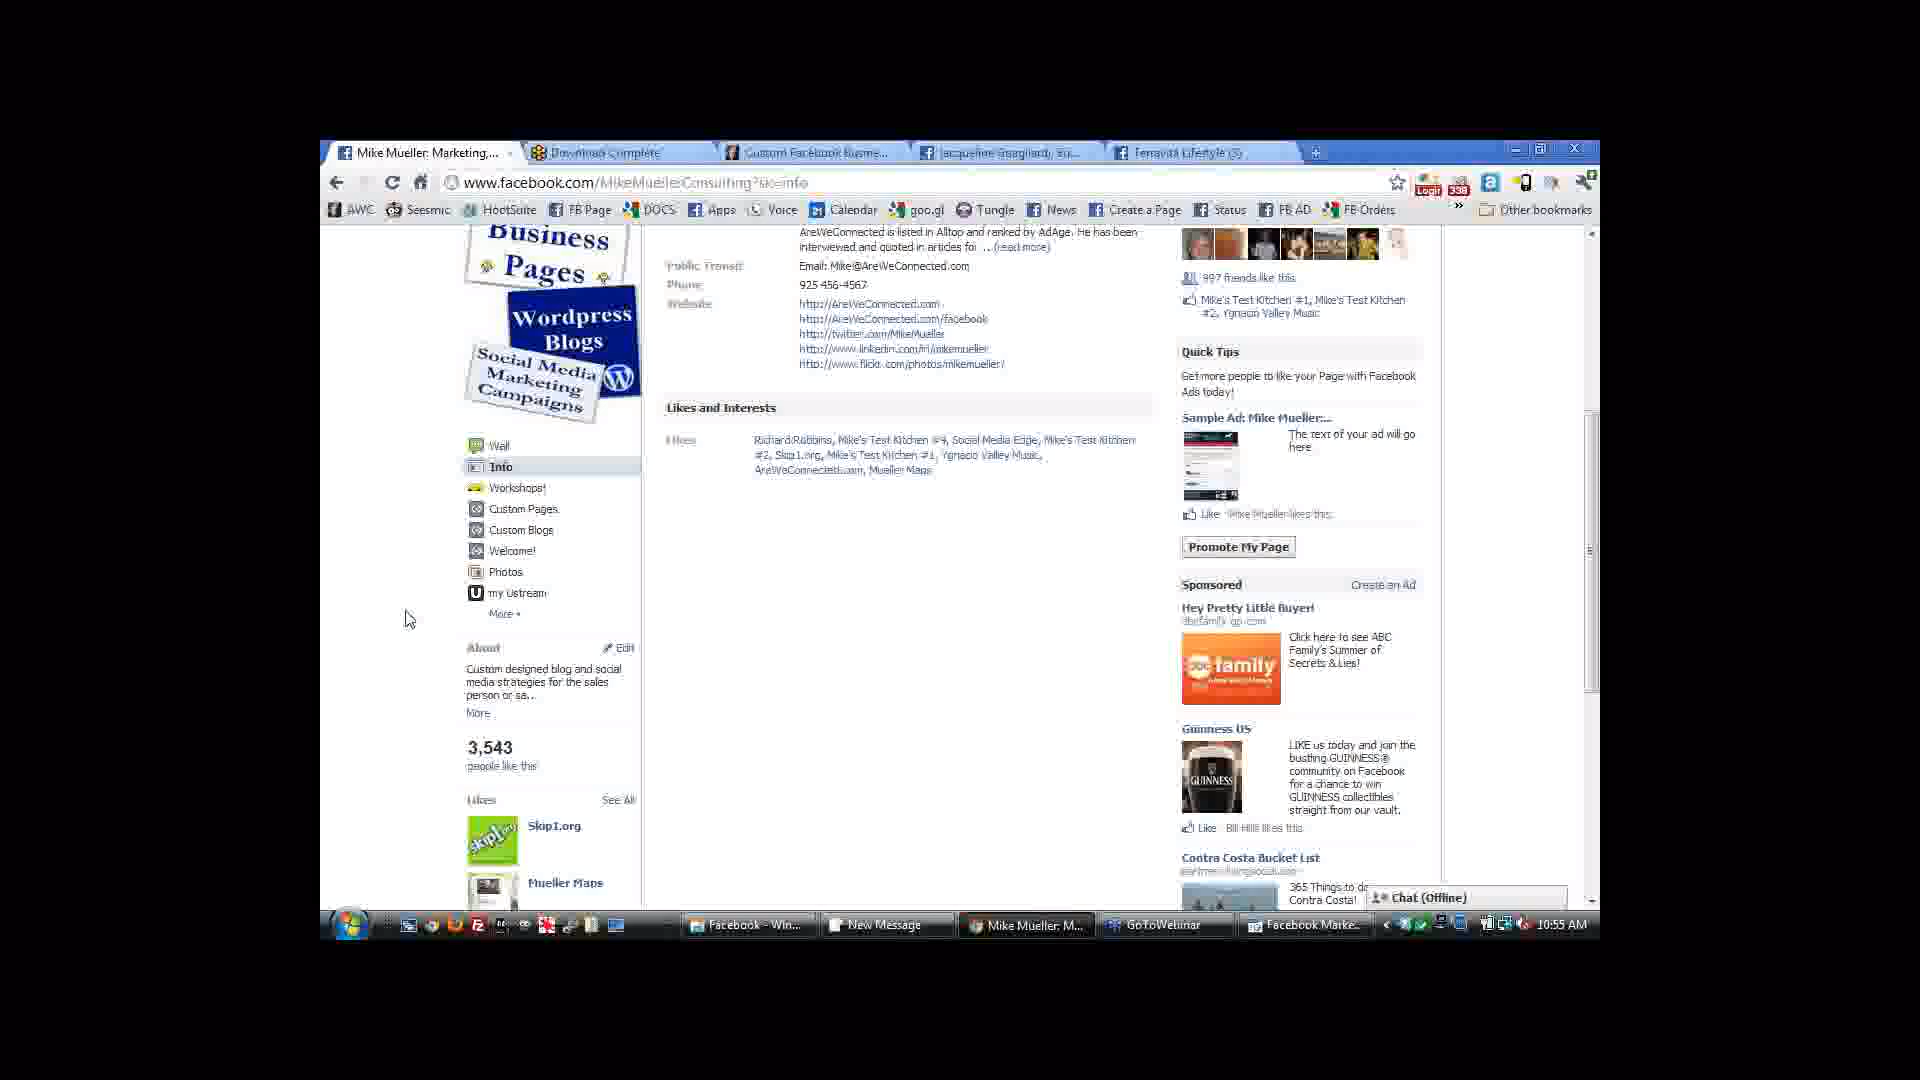 Mike Mueller: Marketing,...
Download Complete
Custom Facebook Busine...
Terravita Lifestyle (3)
www.facebook.com/MikeMuellerConsulting?sk=info
AWC
Seesmic
HootSuite
FB Page
DOCS
Apps
Voice
Calendar
goo.gl
Tungle
News
Create a Page
Status
FB AD
FB Orders
»
Other bookmarks
Login
338
Business
Pages
Wordpress
Blogs
Social Media
Marketing
Campaigns
Wall
Info
Workshops!
Custom Pages
Custom Blogs
Welcome!
Photos
my Ustream
More
About
Edit
Custom designed blog and social
media strategies for the sales
person or sa...
More
3,543
people like this
Likes
See All
skip1.org
Skip1.org
Mueller Maps
AreWeConnected is listed in Alltop and ranked by AdAge. He has been
interviewed and quoted in articles for ... (read more)
Public Transit
Email: Mike@AreWeConnected.com
Phone
925 456-4567
Website
http://AreWeConnected.com
http://AreWeConnected.com/facebook
http://twitter.com/MikeMueller
http://www.linkedin.com/in/mikemueller
http://www.flickr.com/photos/mikemueller/
Likes and Interests
Likes
Richard Robbins, Mike's Test Kitchen #4, Social Media Edge, Mike's Test Kitchen
#2, Skip1.org, Mike's Test Kitchen #1, Ygnacio Valley Music,
AreWeConnected.com, Mueller Maps
997 friends like this
Mike's Test Kitchen #1, Mike's Test Kitchen
#2, Ygnacio Valley Music
Quick Tips
Get more people to like your Page with Facebook
Ads today!
Sample Ad: Mike Mueller:...
The text of your ad will go
here.
Like · Mike Mueller likes this.
Promote My Page
Sponsored
Create an Ad
Hey Pretty Little Buyer!
abc family
Click here to see ABC
Family's Summer of
Secrets & Lies!
Guinness US
GUINNESS
LIKE us today and join the
bustling GUINNESS®
community on Facebook
for a chance to win
GUINNESS collectibles
straight from our vault.
Like · Bill Hills likes this.
Contra Costa Bucket List
365 Things to do
Contra Costa!
Chat (Offline)
Facebook - Win...
New Message
Mike Mueller: M...
GoToWebinar
Facebook Marke...
10:55 AM